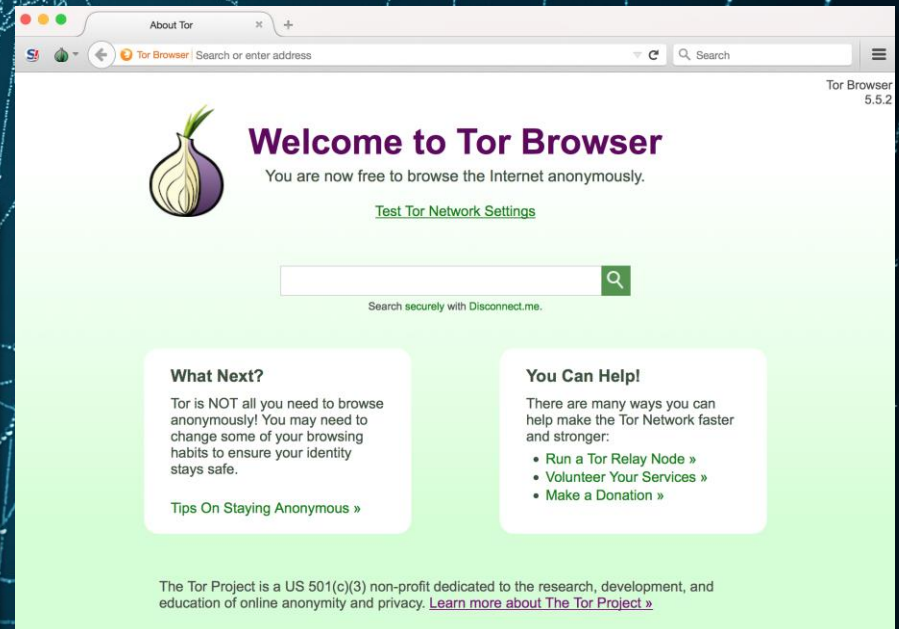 About Tor
S!
Tor Browser Search or enter address
Search
Tor Browser
5.5.2
Welcome to Tor Browser
You are now free to browse the Internet anonymously.
Test Tor Network Settings
Search securely with Disconnect.me.
What Next?
Tor is NOT all you need to browse
anonymously! You may need to
change some of your browsing
habits to ensure your identity
stays safe.
Tips On Staying Anonymous »
You Can Help!
There are many ways you can
help make the Tor Network faster
and stronger:
• Run a Tor Relay Node »
• Volunteer Your Services »
• Make a Donation »
The Tor Project is a US 501(c)(3) non-profit dedicated to the research, development, and
education of online anonymity and privacy. Learn more about The Tor Project »